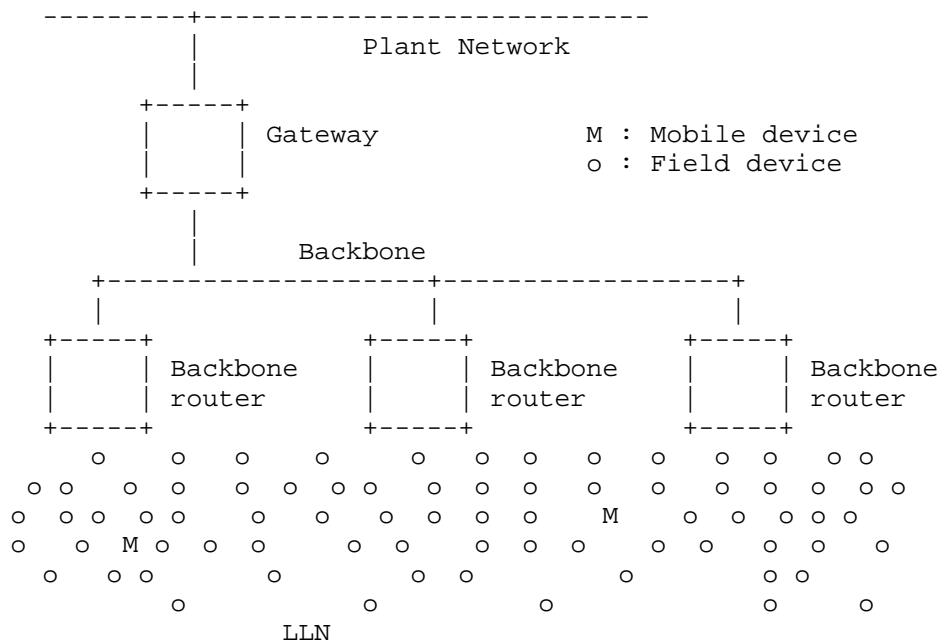 ---------+----------------------------
| Plant Network
|
+-----+
| | Gateway M : Mobile device
| | o : Field device
+-----+
|
| Backbone
+--------------------+------------------+
| | |
+-----+ +-----+ +-----+
| | Backbone | | Backbone | | Backbone
| | router | | router | | router
+-----+ +-----+ +-----+
o o o o o o o o o o o o o
o o o o o o o o o o o o o o o o o o
o o o o o o o o o o o M o o o o o
o o M o o o o o o o o o o o o o
o o o o o o o o o
o o o o o
LLN